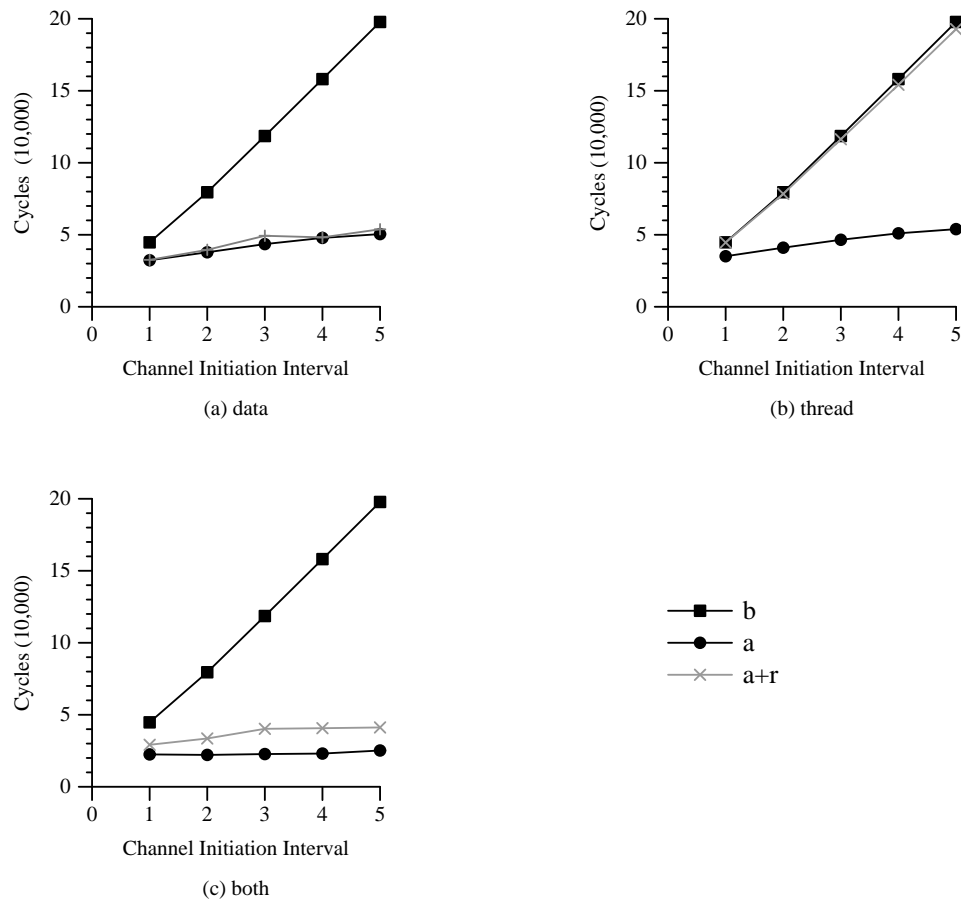 20
15
10
5
0
Cycles (10,000)
0 1 2 3 4 5
Channel Initiation Interval
(a) data
20
15
10
5
0
Cycles (10,000)
0 1 2 3 4 5
Channel Initiation Interval
(b) thread
20
15
10
5
0
Cycles (10,000)
0 1 2 3 4 5
Channel Initiation Interval
(c) both
b
a
a+r